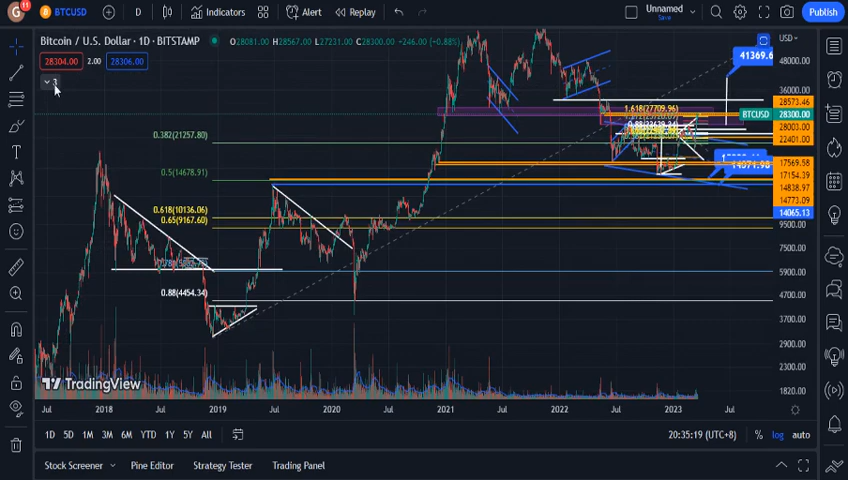 G 11 BTCUSD D Indicators Alert Replay Unnamed Save Publish
Bitcoin / U.S. Dollar · 1D · BITSTAMP O28081.00 H28567.00 L27231.00 C28300.00 +246.00 (+0.88%)
USD
28304.00 2.00 28306.00
41369.6
48000.00
3
36000.00
28573.46
1.618(27709.96)
BTCUSD 28300.00
28003.00
0.382(21257.80)
22401.00
17569.58
0.5(14678.91)
17154.39
14838.97
14773.09
0.618(10136.06)
14065.13
0.65(9167.60)
9500.00
7500.00
5900.00
0.88(4454.34)
4700.00
3700.00
2900.00
2300.00
TradingView
1820.00
Jul 2018 Jul 2019 Jul 2020 Jul 2021 Jul 2022 Jul 2023 Jul
1D 5D 1M 3M 6M YTD 1Y 5Y All 20:35:19 (UTC+8) % log auto
Stock Screener Pine Editor Strategy Tester Trading Panel